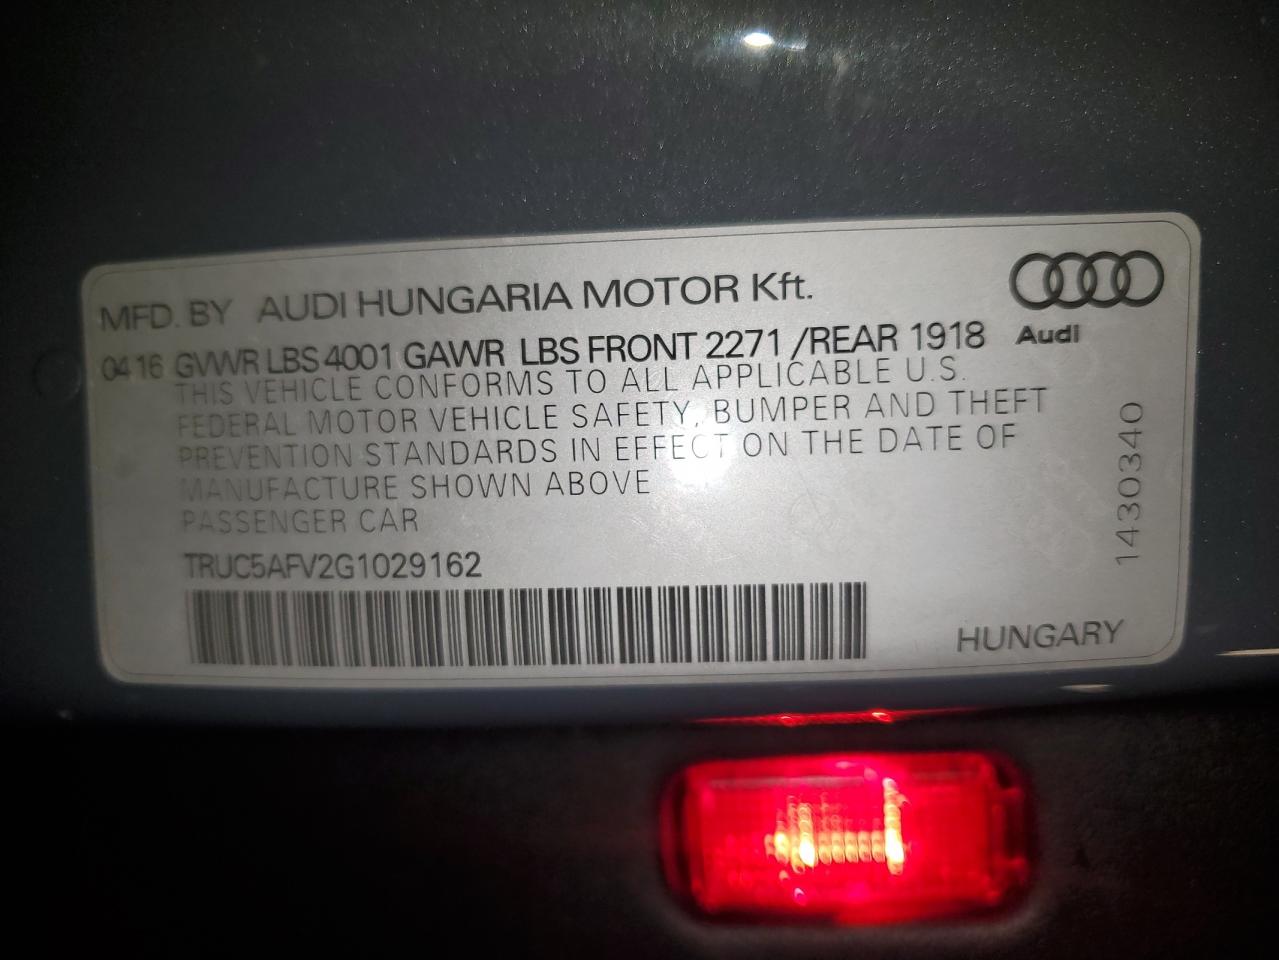 MFD. BY AUDI HUNGARIA MOTOR Kft.
Audi
04 16 GVWR LBS 4001 GAWR LBS FRONT 2271 /REAR 1918
THIS VEHICLE CONFORMS TO ALL APPLICABLE U.S.
FEDERAL MOTOR VEHICLE SAFETY, BUMPER AND THEFT
PREVENTION STANDARDS IN EFFECT ON THE DATE OF
MANUFACTURE SHOWN ABOVE
PASSENGER CAR
TRUC5AFV2G1029162
1430340
HUNGARY